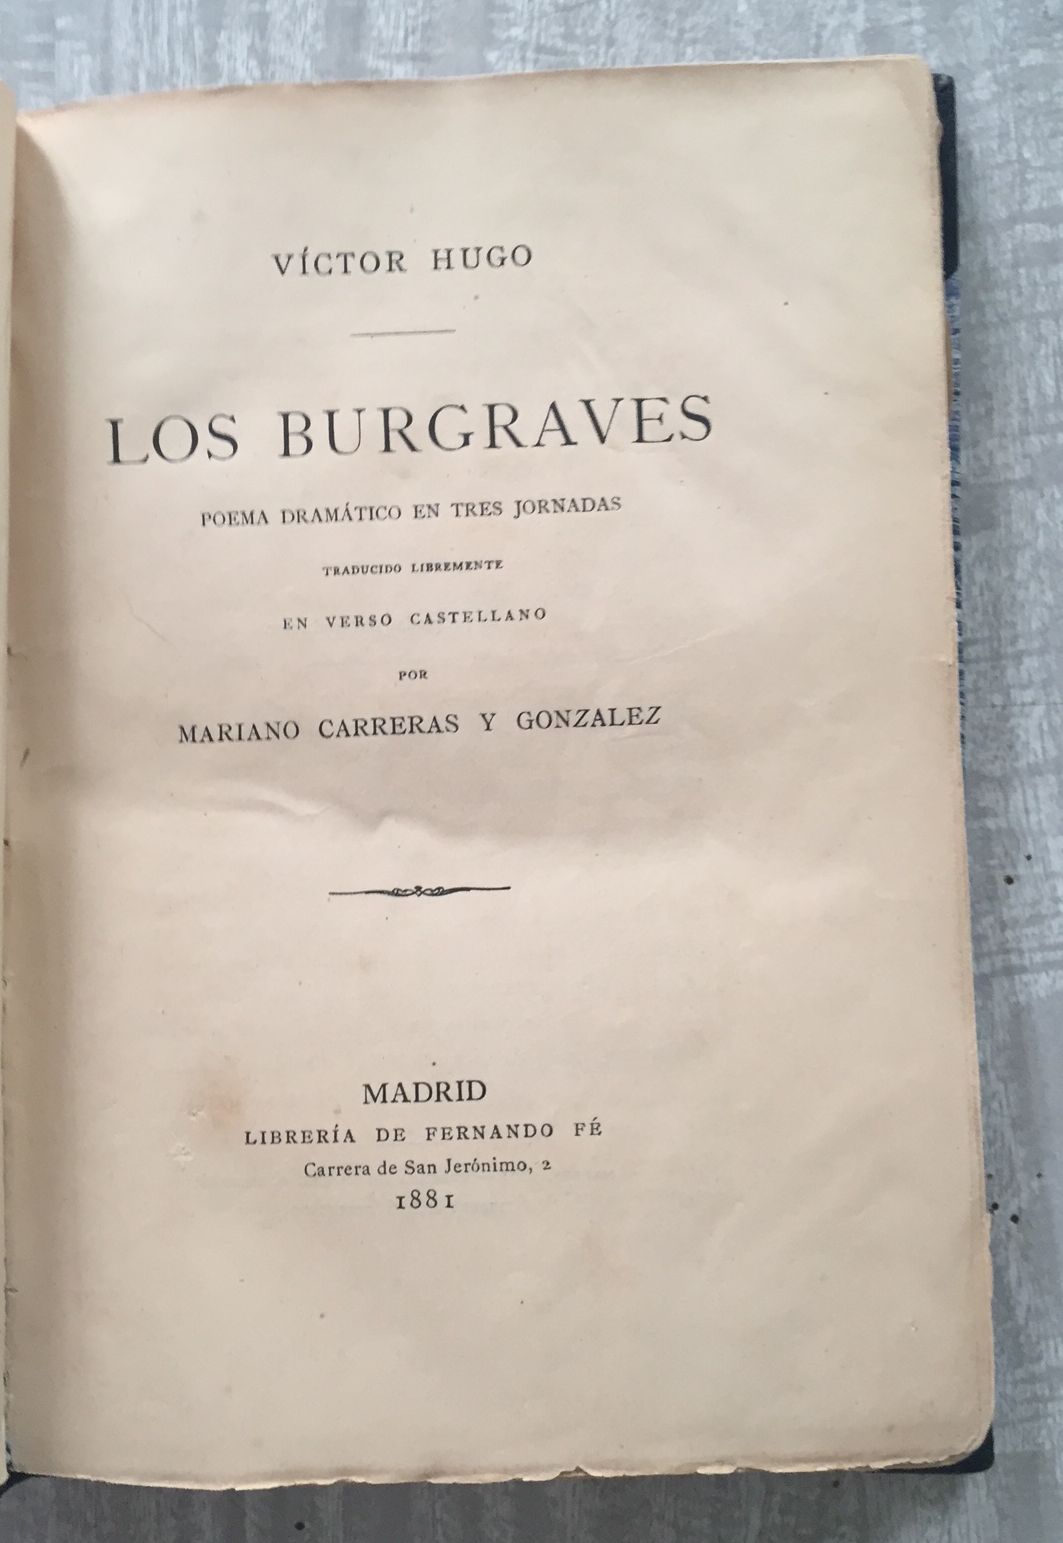 VÍCTOR HUGO
LOS BURGRAVES
POEMA DRAMÁTICO EN TRES JORNADAS
TRADUCIDO LIBREMENTE
EN VERSO CASTELLANO
POR
MARIANO CARRERAS Y GONZALEZ
MADRID
LIBRERÍA DE FERNANDO FÉ
Carrera de San Jerónimo, 2
1881